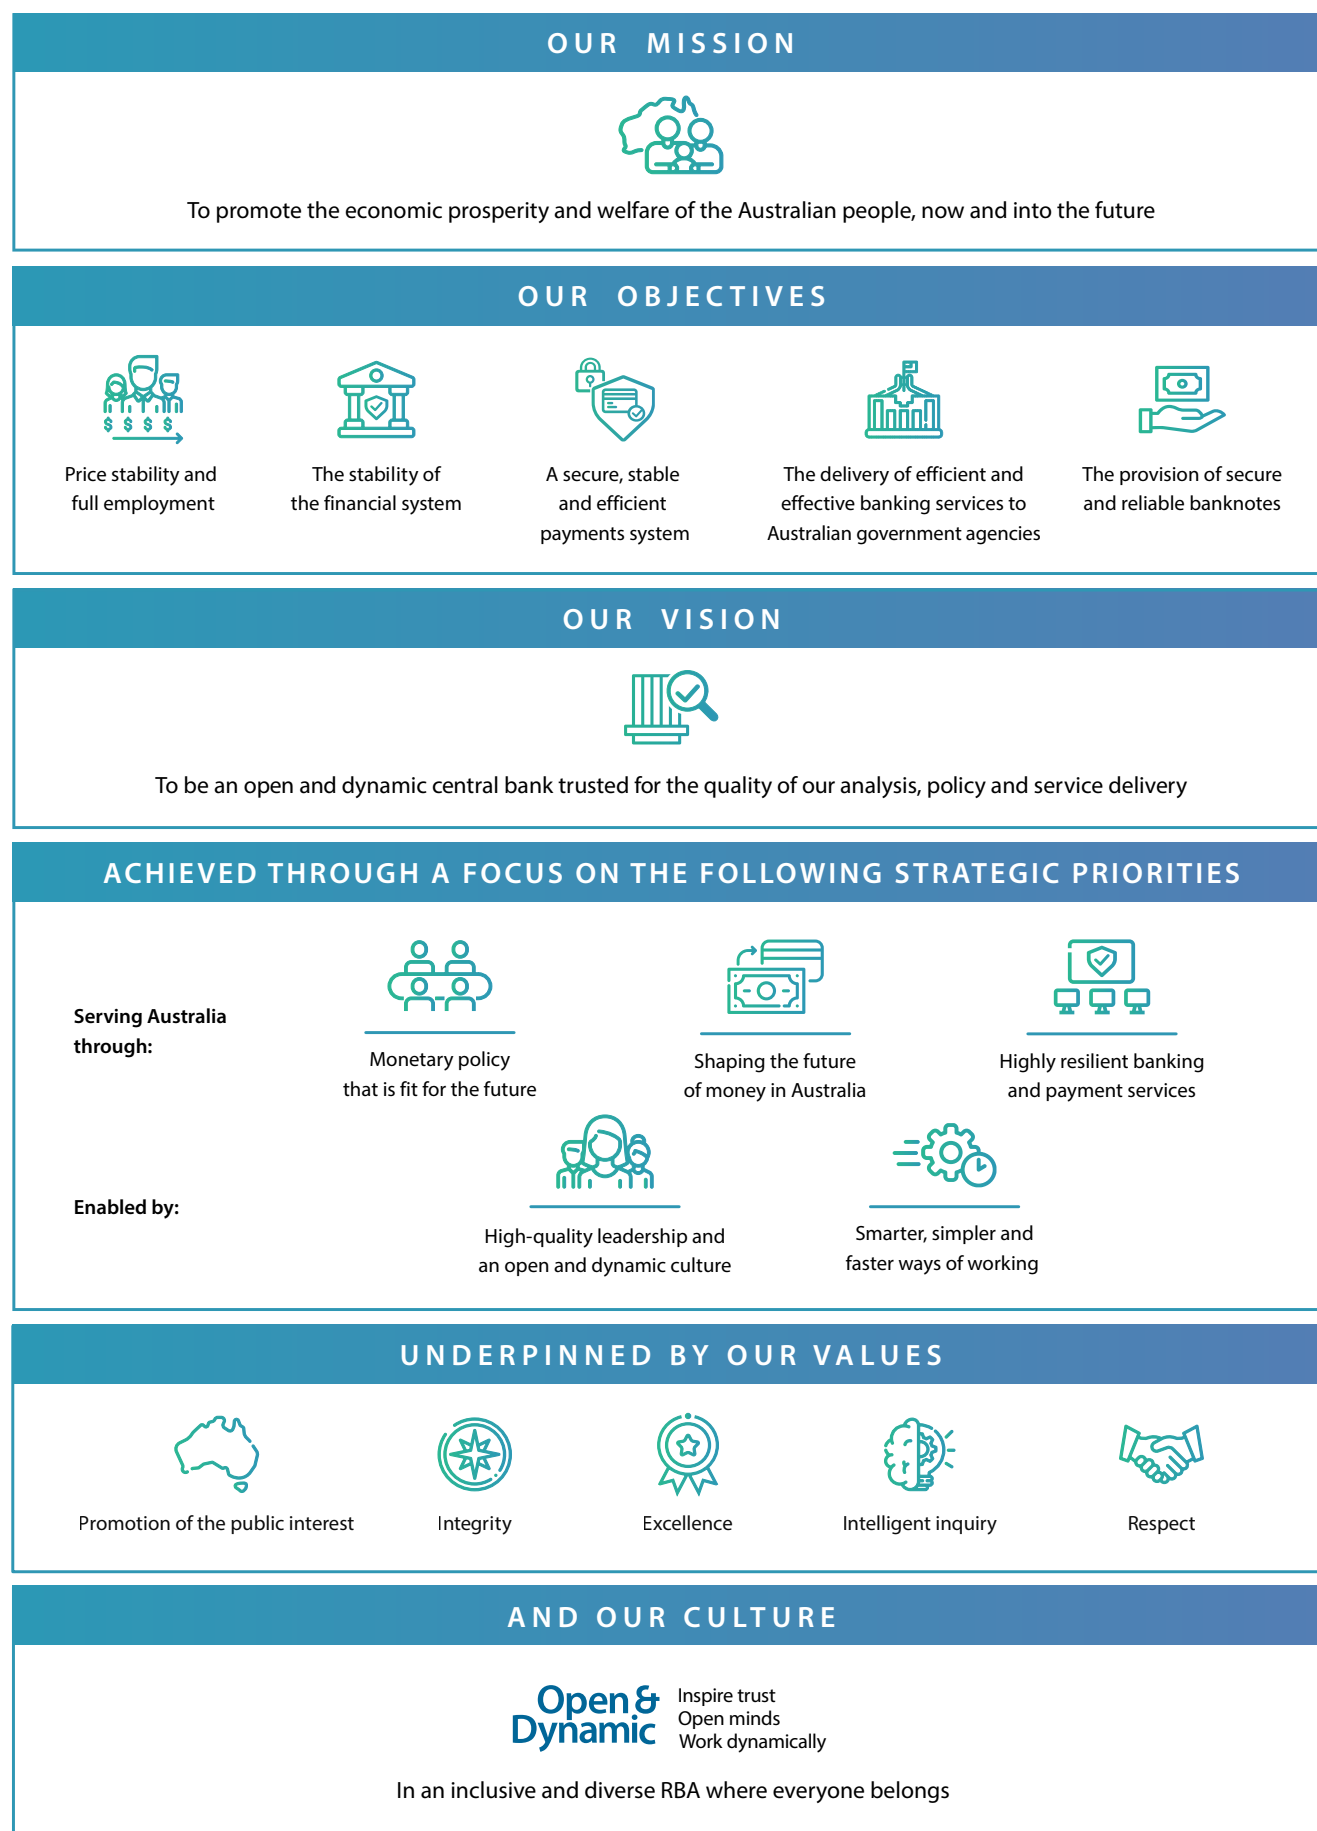 OUR MISSION
To promote the economic prosperity and welfare of the Australian people, now and into the future
OUR OBJECTIVES
Price stability and
full employment
The stability of
the financial system
A secure, stable
and efficient
payments system
The delivery of efficient and
effective banking services to
Australian government agencies
The provision of secure
and reliable banknotes
OUR VISION
To be an open and dynamic central bank trusted for the quality of our analysis, policy and service delivery
ACHIEVED THROUGH A FOCUS ON THE FOLLOWING STRATEGIC PRIORITIES
Serving Australia
through:
Monetary policy
that is fit for the future
Shaping the future
of money in Australia
Highly resilient banking
and payment services
Enabled by:
High-quality leadership and
an open and dynamic culture
Smarter, simpler and
faster ways of working
UNDERPINNED BY OUR VALUES
Promotion of the public interest
Integrity
Excellence
Intelligent inquiry
Respect
AND OUR CULTURE
Open &
Dynamic
Inspire trust
Open minds
Work dynamically
In an inclusive and diverse RBA where everyone belongs